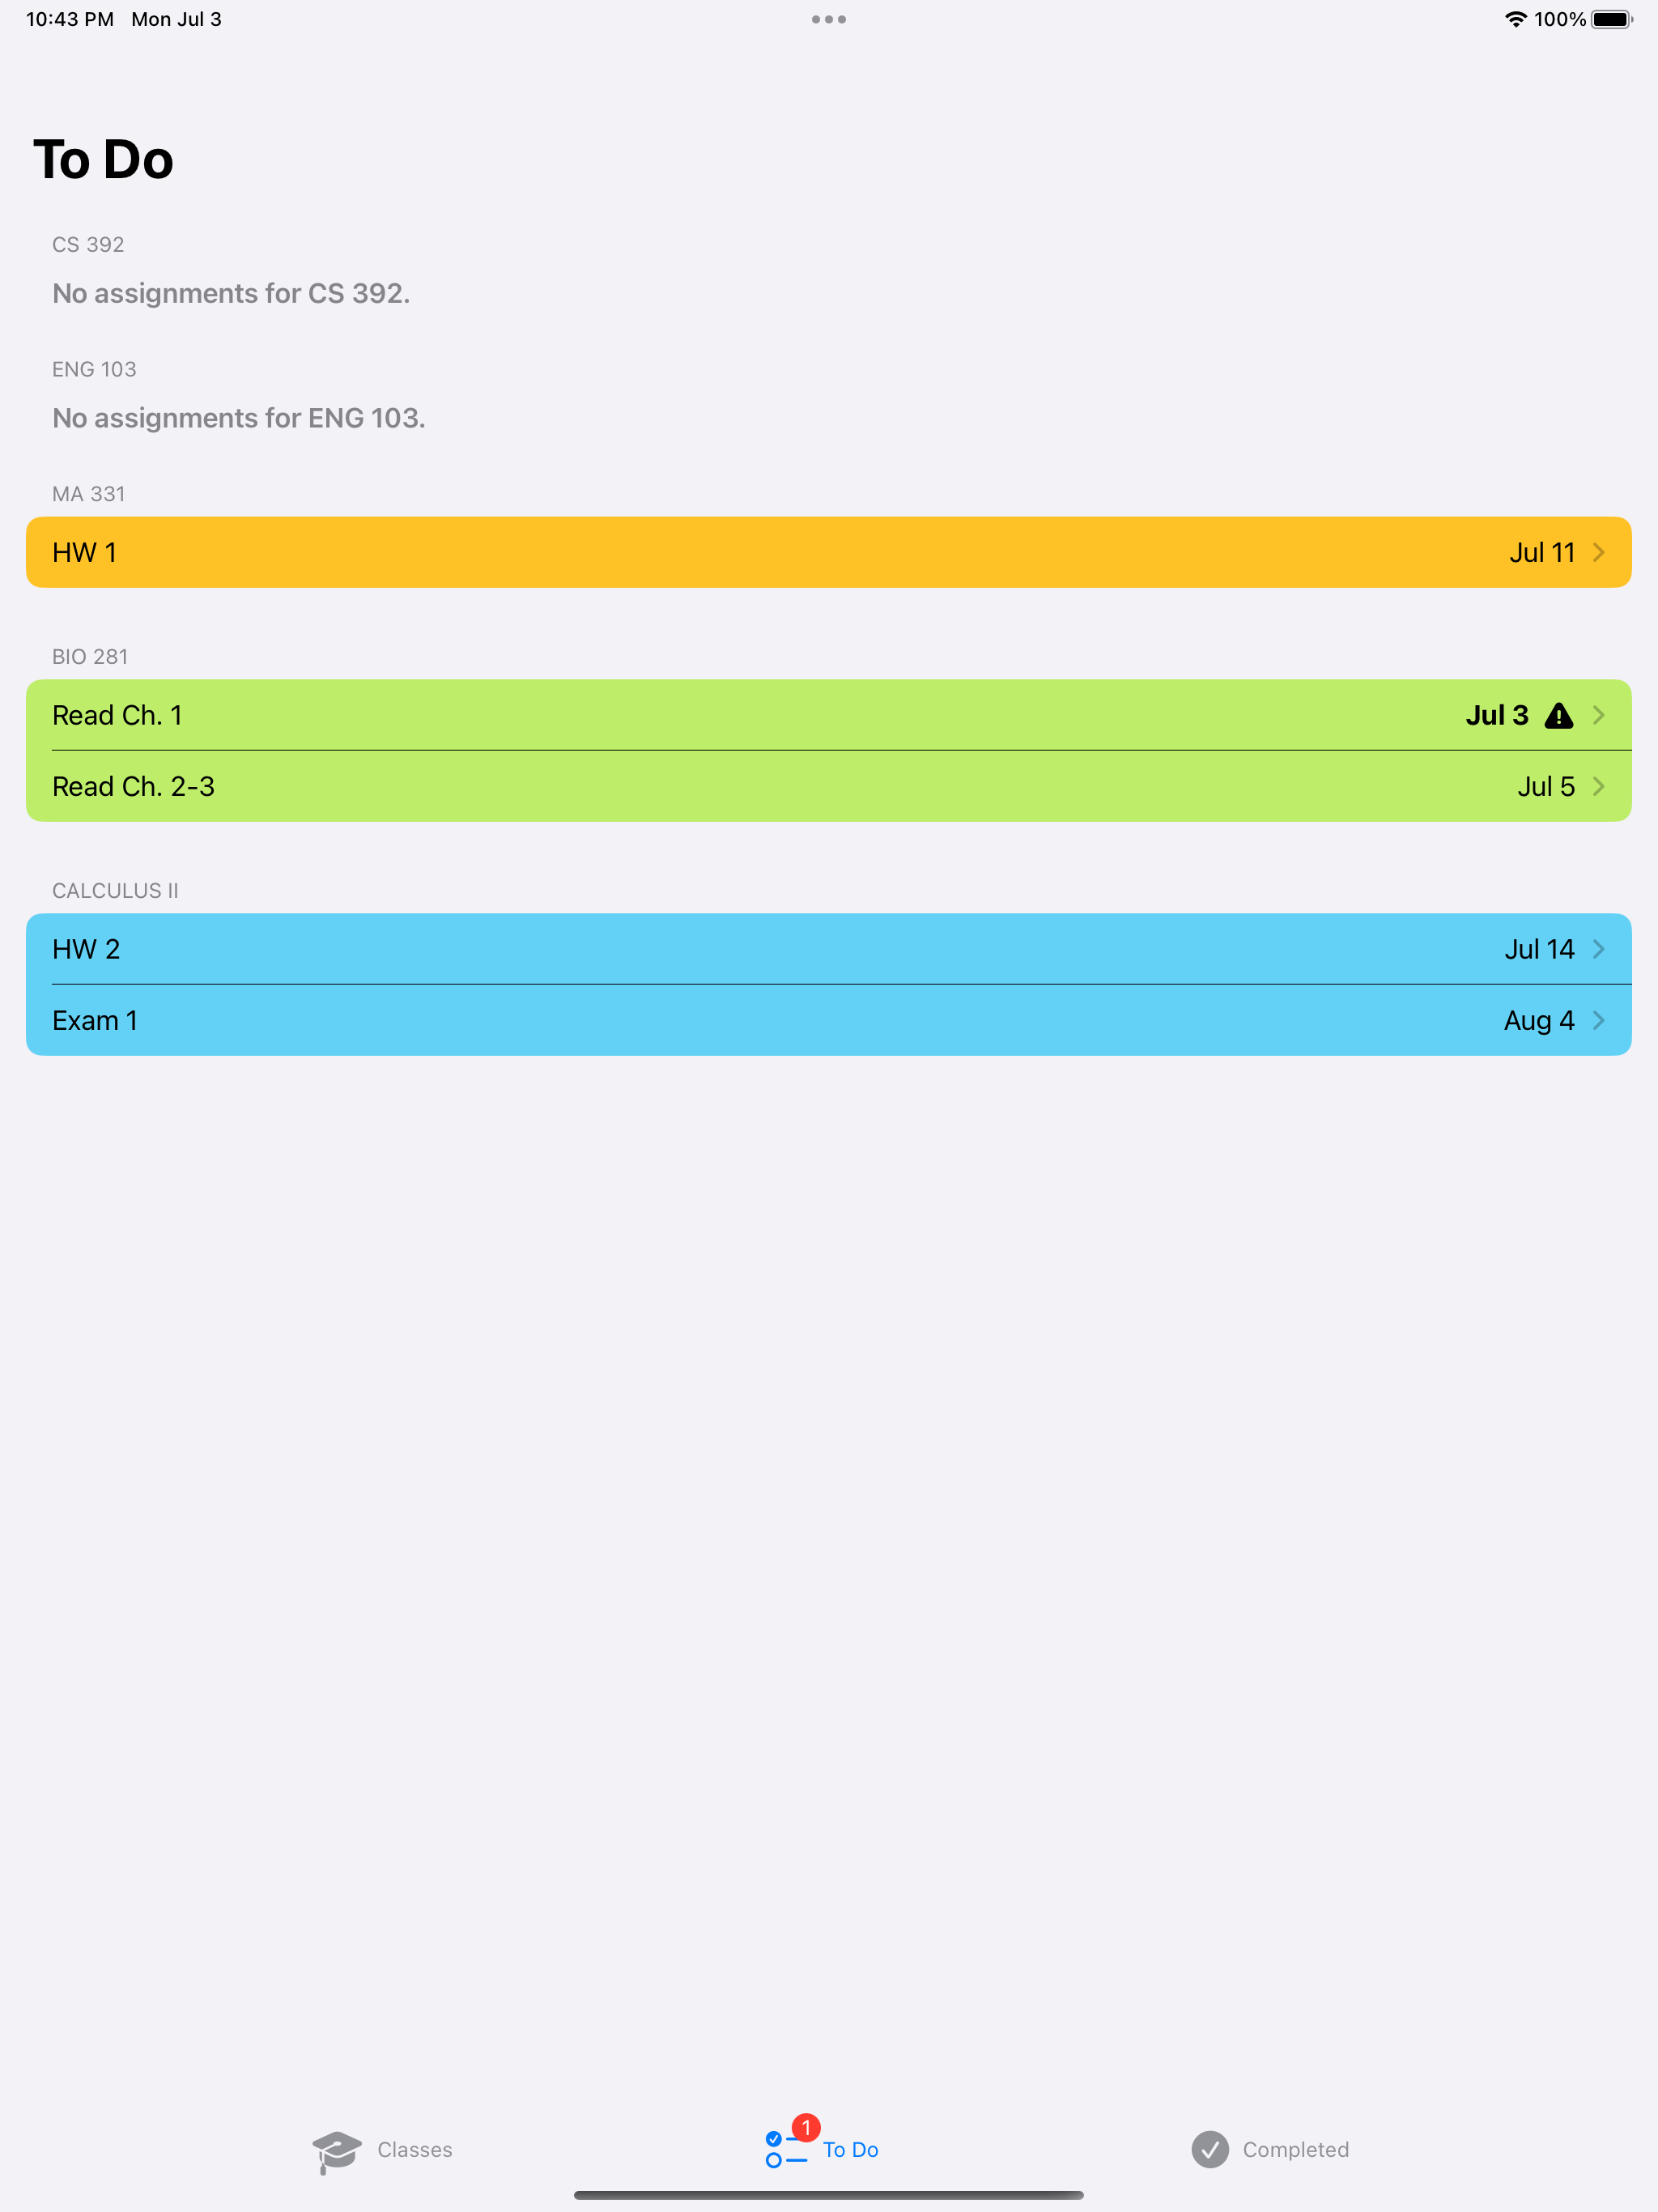 10:43 PM Mon Jul 3 100%
To Do
CS 392
No assignments for CS 392.
ENG 103
No assignments for ENG 103.
MA 331
HW 1 Jul 11
BIO 281
Read Ch. 1 Jul 3
Read Ch. 2-3 Jul 5
CALCULUS II
HW 2 Jul 14
Exam 1 Aug 4
Classes 1 To Do Completed